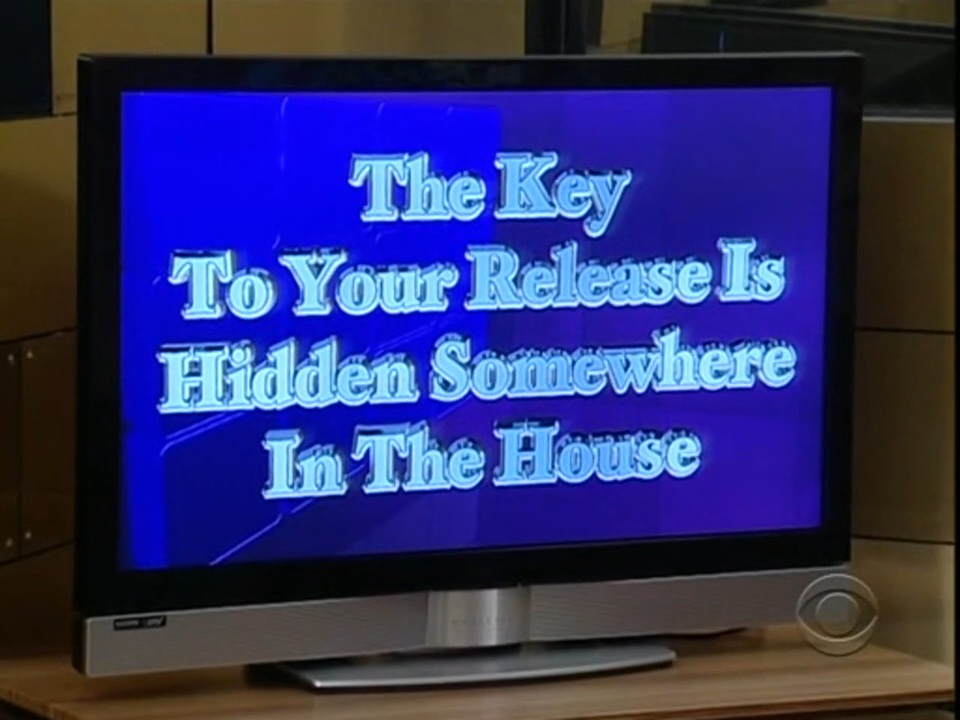 The Key
To Your Release Is
Hidden Somewhere
In The House